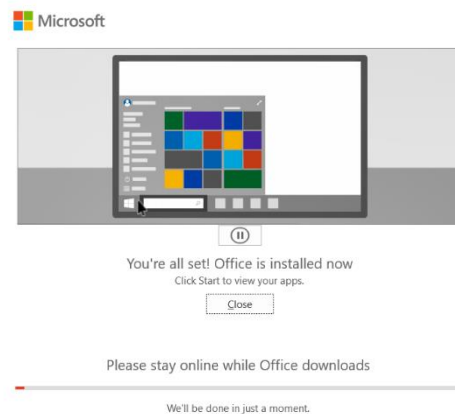 Microsoft
You're all set! Office is installed now
Click Start to view your apps.
Close
Please stay online while Office downloads
We'll be done in just a moment.